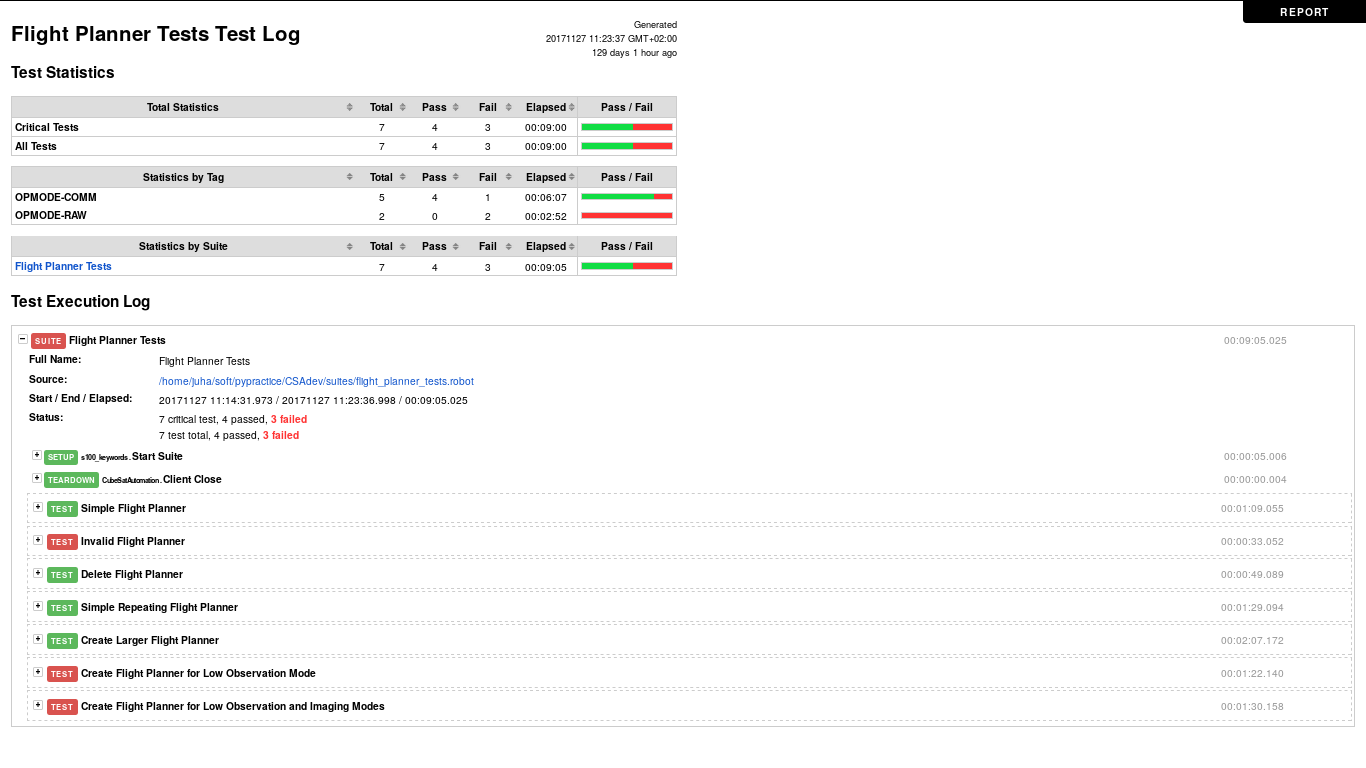 REPORT
Flight Planner Tests Test Log
Generated
20171127 11:23:37 GMT+02:00
129 days 1 hour ago
Test Statistics
Total Statistics Total Pass Fail Elapsed Pass / Fail
Critical Tests 7 4 3 00:09:00
All Tests 7 4 3 00:09:00
Statistics by Tag Total Pass Fail Elapsed Pass / Fail
OPMODE-COMM 5 4 1 00:06:07
OPMODE-RAW 2 0 2 00:02:52
Statistics by Suite Total Pass Fail Elapsed Pass / Fail
Flight Planner Tests 7 4 3 00:09:05
Test Execution Log
SUITE Flight Planner Tests 00:09:05.025
Full Name: Flight Planner Tests
Source: /home/juha/soft/pypractice/CSAdev/suites/flight_planner_tests.robot
Start / End / Elapsed: 20171127 11:14:31.973 / 20171127 11:23:36.998 / 00:09:05.025
Status: 7 critical test, 4 passed, 3 failed
7 test total, 4 passed, 3 failed
SETUP s100_keywords.Start Suite 00:00:05.006
TEARDOWN CubeSatAutomation.Client Close 00:00:00.004
TEST Simple Flight Planner 00:01:09.055
TEST Invalid Flight Planner 00:00:33.052
TEST Delete Flight Planner 00:00:49.089
TEST Simple Repeating Flight Planner 00:01:29.094
TEST Create Larger Flight Planner 00:02:07.172
TEST Create Flight Planner for Low Observation Mode 00:01:22.140
TEST Create Flight Planner for Low Observation and Imaging Modes 00:01:30.158